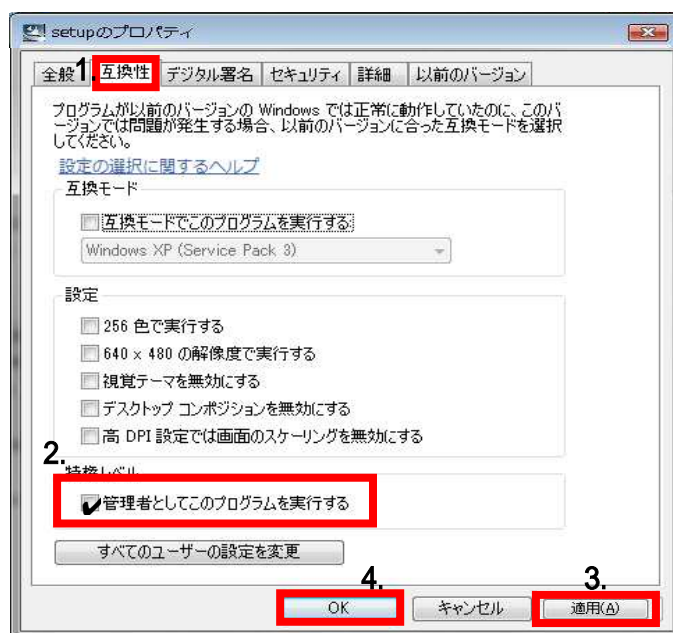 setupのプロパティ
全般 1. 互換性 デジタル署名 セキュリティ 詳細 以前のバージョン
プログラムが以前のバージョンの Windows では正常に動作していたのに、このバ
ージョンでは問題が発生する場合、以前のバージョンに合った互換モードを選択
してください。
設定の選択に関するヘルプ
互換モード
互換モードでこのプログラムを実行する:
Windows XP (Service Pack 3)
設定
256 色で実行する
640 x 480 の解像度で実行する
視覚テーマを無効にする
デスクトップ コンポジションを無効にする
高 DPI 設定では画面のスケーリングを無効にする
2.
特権レベル
管理者としてこのプログラムを実行する
すべてのユーザーの設定を変更
4. 3.
OK キャンセル 適用(A)